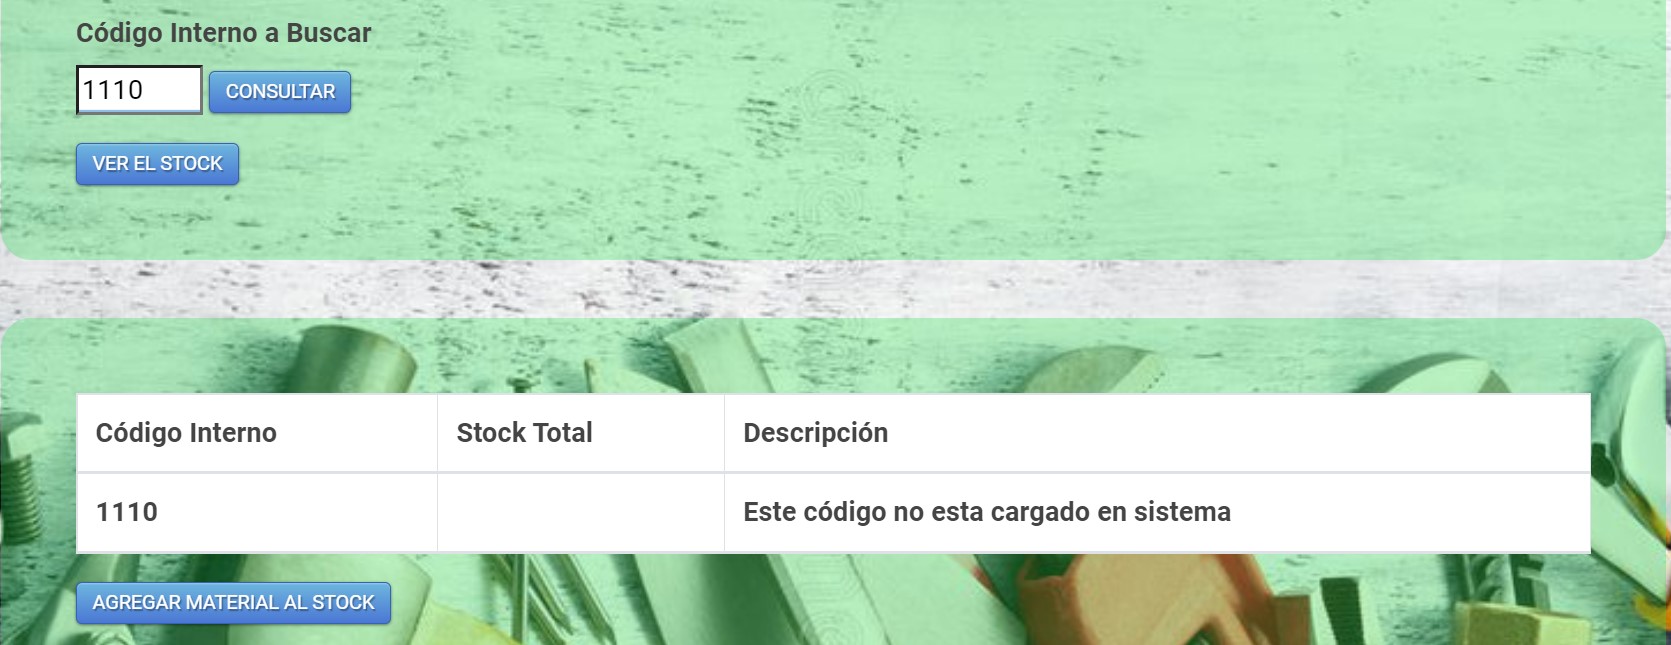 Código Interno a Buscar
1110 CONSULTAR
VER EL STOCK
Código Interno Stock Total Descripción
1110 Este código no esta cargado en sistema
AGREGAR MATERIAL AL STOCK